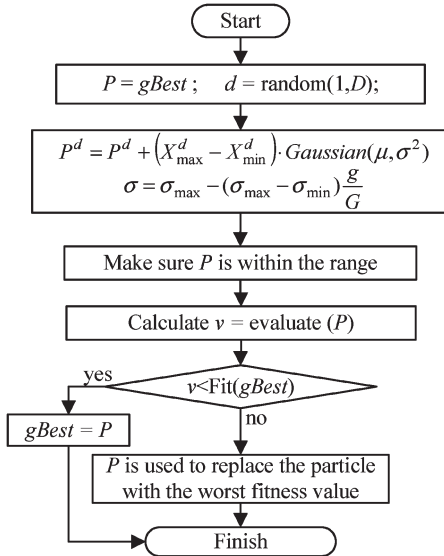 Start
P = gBest ; d = random(1,D);
P^d = P^d + (X^d_max − X^d_min)·Gaussian(μ,σ²)
σ = σ_max − (σ_max − σ_min) g/G
Make sure P is within the range
Calculate v = evaluate (P)
v<Fit(gBest)
yes
gBest = P
no
P is used to replace the particle
with the worst fitness value
Finish